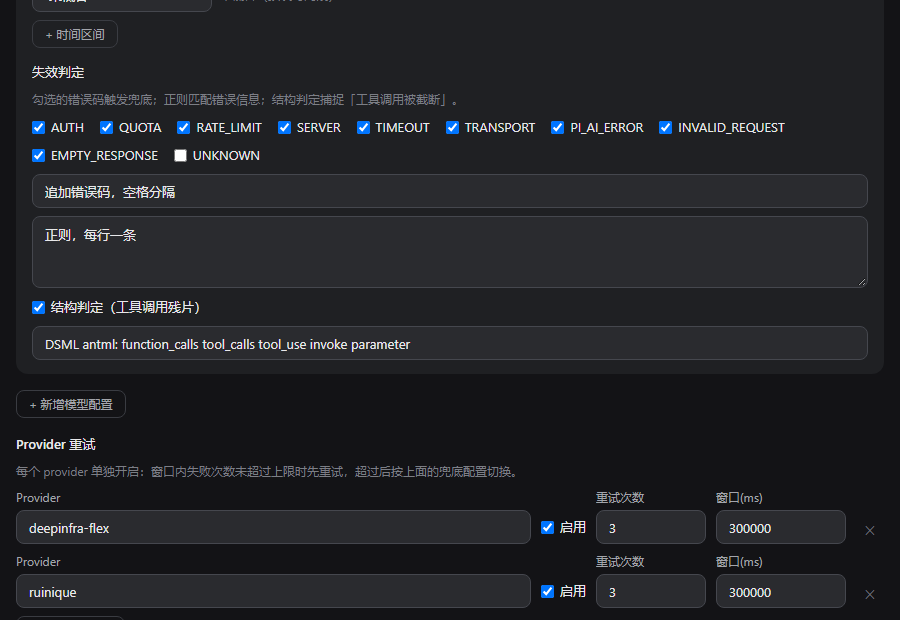 + 时间区间
失效判定
勾选的错误码触发兜底；正则匹配错误信息；结构判定捕捉「工具调用被截断」。
AUTH QUOTA RATE_LIMIT SERVER TIMEOUT TRANSPORT PI_AI_ERROR INVALID_REQUEST
EMPTY_RESPONSE UNKNOWN
追加错误码，空格分隔
正则，每行一条
结构判定（工具调用残片）
DSML antml: function_calls tool_calls tool_use invoke parameter
+ 新增模型配置
Provider 重试
每个 provider 单独开启：窗口内失败次数未超过上限时先重试，超过后按上面的兜底配置切换。
Provider 重试次数 窗口(ms)
deepinfra-flex 启用 3 300000 ×
Provider 重试次数 窗口(ms)
ruinique 启用 3 300000 ×